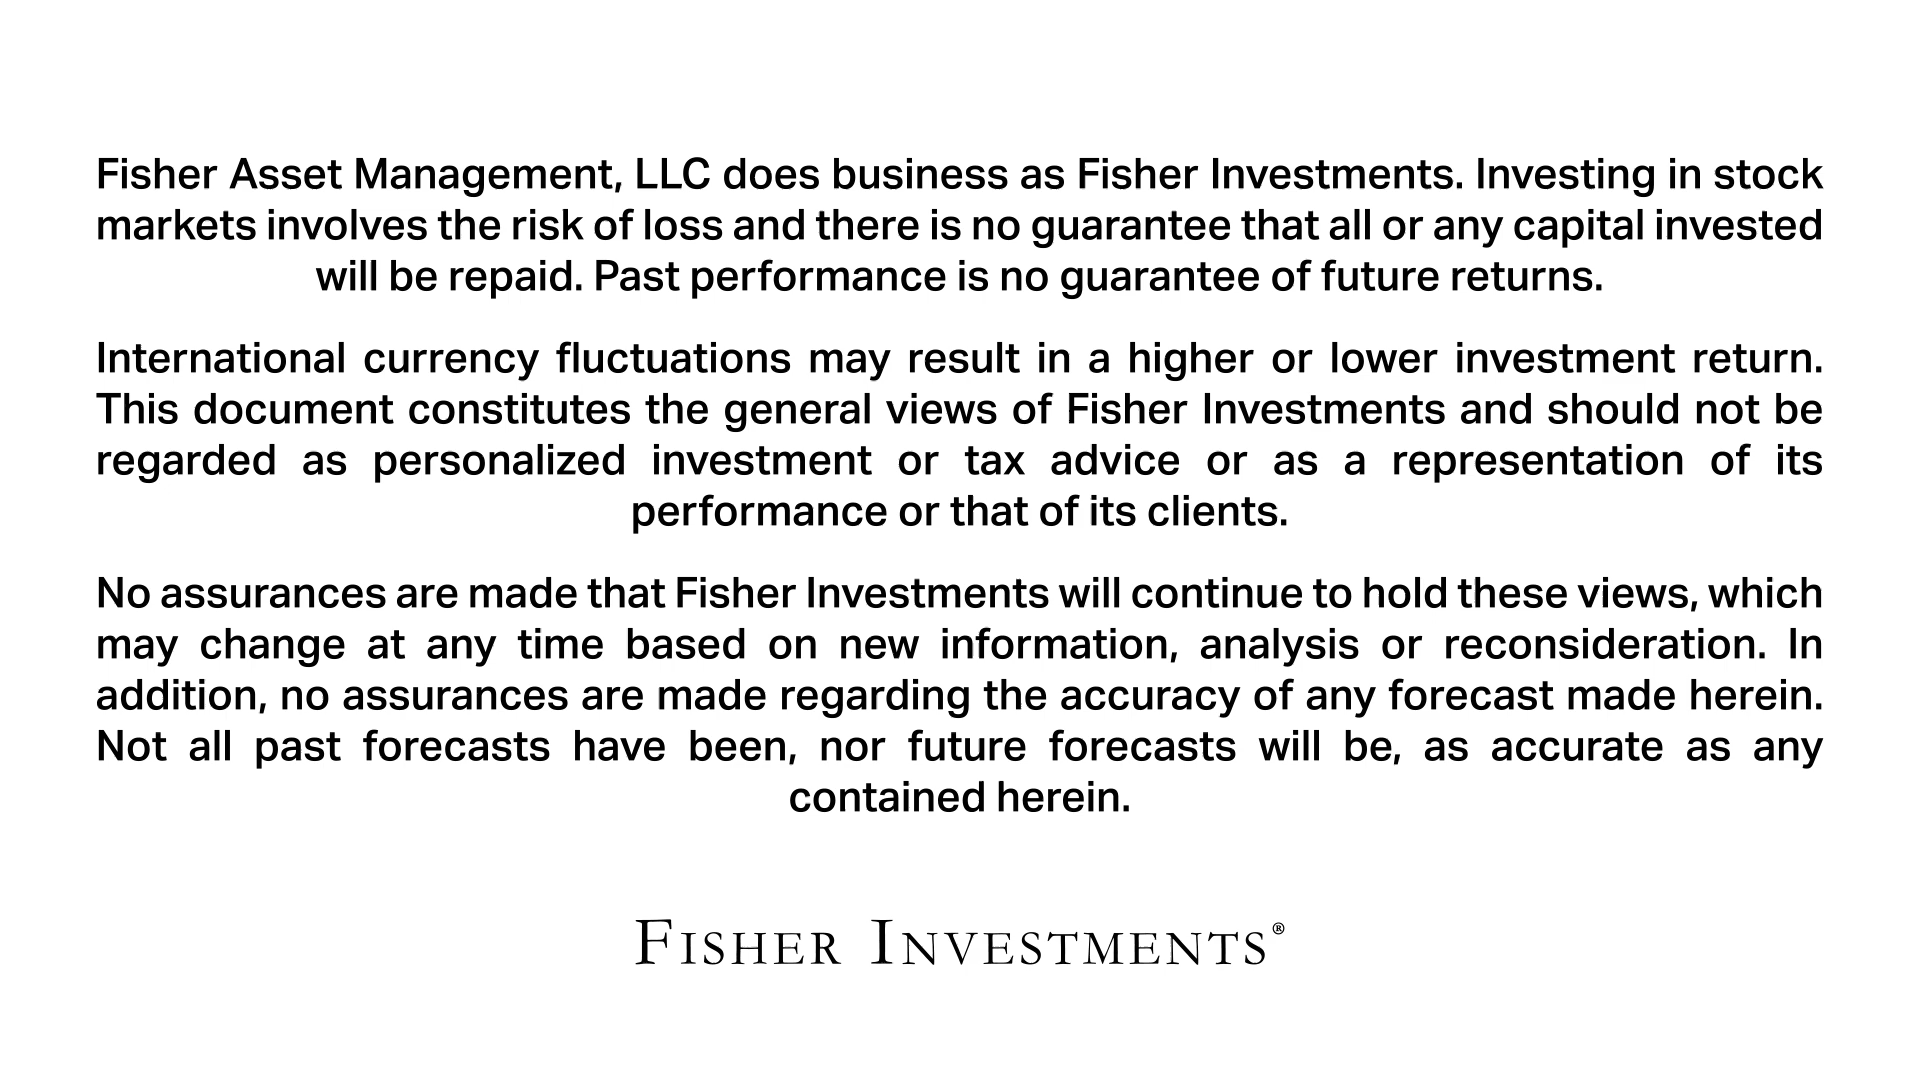 Fisher Asset Management, LLC does business as Fisher Investments. Investing in stock
markets involves the risk of loss and there is no guarantee that all or any capital invested
will be repaid. Past performance is no guarantee of future returns.
International currency fluctuations may result in a higher or lower investment return.
This document constitutes the general views of Fisher Investments and should not be
regarded as personalized investment or tax advice or as a representation of its
performance or that of its clients.
No assurances are made that Fisher Investments will continue to hold these views, which
may change at any time based on new information, analysis or reconsideration. In
addition, no assurances are made regarding the accuracy of any forecast made herein.
Not all past forecasts have been, nor future forecasts will be, as accurate as any
contained herein.
FISHER INVESTMENTS®